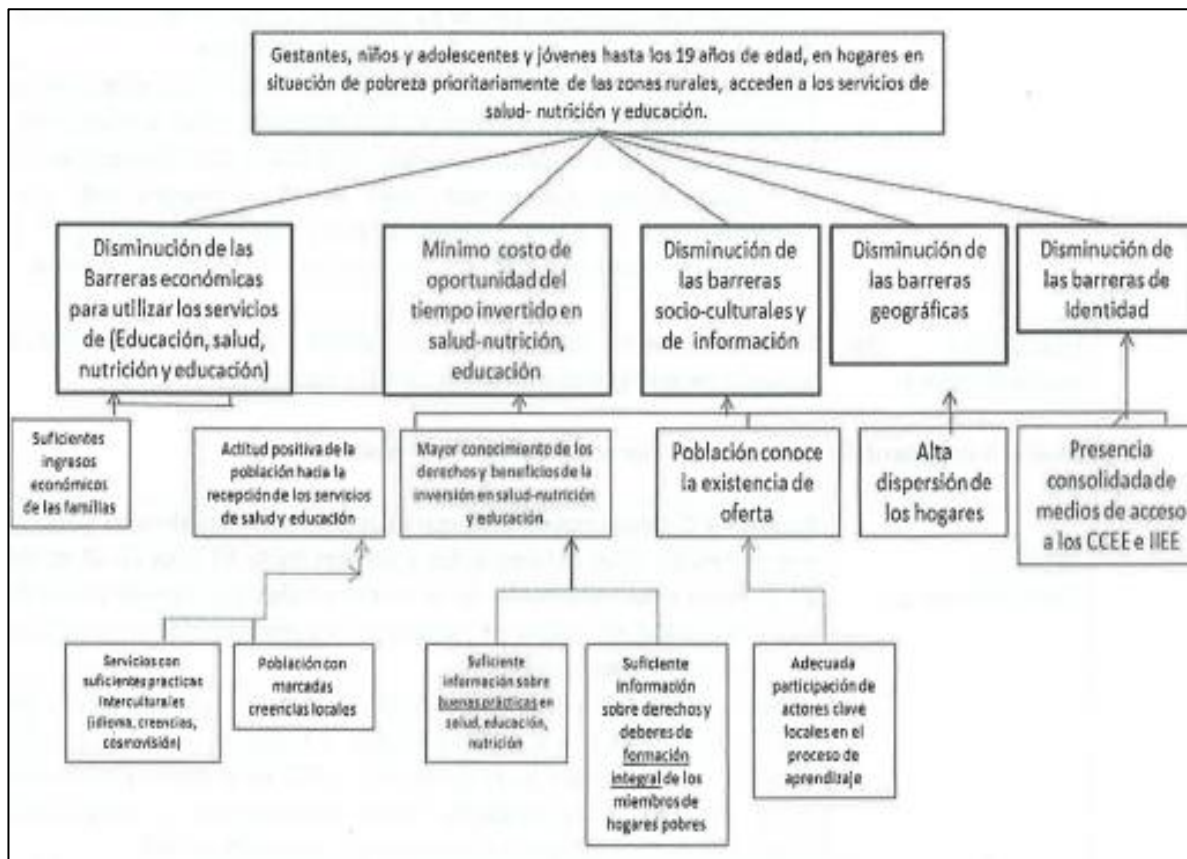 Gestantes, niños y adolescentes y jóvenes hasta los 19 años de edad, en hogares en
situación de pobreza prioritariamente de las zonas rurales, acceden a los servicios de
salud- nutrición y educación.
Disminución de las
Barreras económicas
para utilizar los servicios
de (Educación, salud,
nutrición y educación)
Mínimo costo de
oportunidad del
tiempo invertido en
salud-nutrición,
educación
Disminución de
las barreras
socio-culturales y
de información
Disminución de
las barreras
geográficas
Disminución de
las barreras de
Identidad
Suficientes
ingresos
económicos
de las familias
Actitud positiva de la
población hacia la
recepción de los servicios
de salud y educación
Mayor conocimiento de los
derechos y beneficios de la
inversión en salud-nutrición
y educación
Población conoce
la existencia de
oferta
Alta
dispersión de
los hogares
Presencia
consolidada de
medios de acceso
a los CCEE e IIEE
Servicios con
suficientes practicas
interculturales
(idioma, creencias,
cosmovisión)
Población con
marcadas
creencias locales
Suficiente
información sobre
buenas prácticas en
salud, educación,
nutrición
Suficiente
información
sobre derechos y
deberes de
formación
integral de los
miembros de
hogares pobres
Adecuada
participación de
actores clave
locales en el
proceso de
aprendizaje